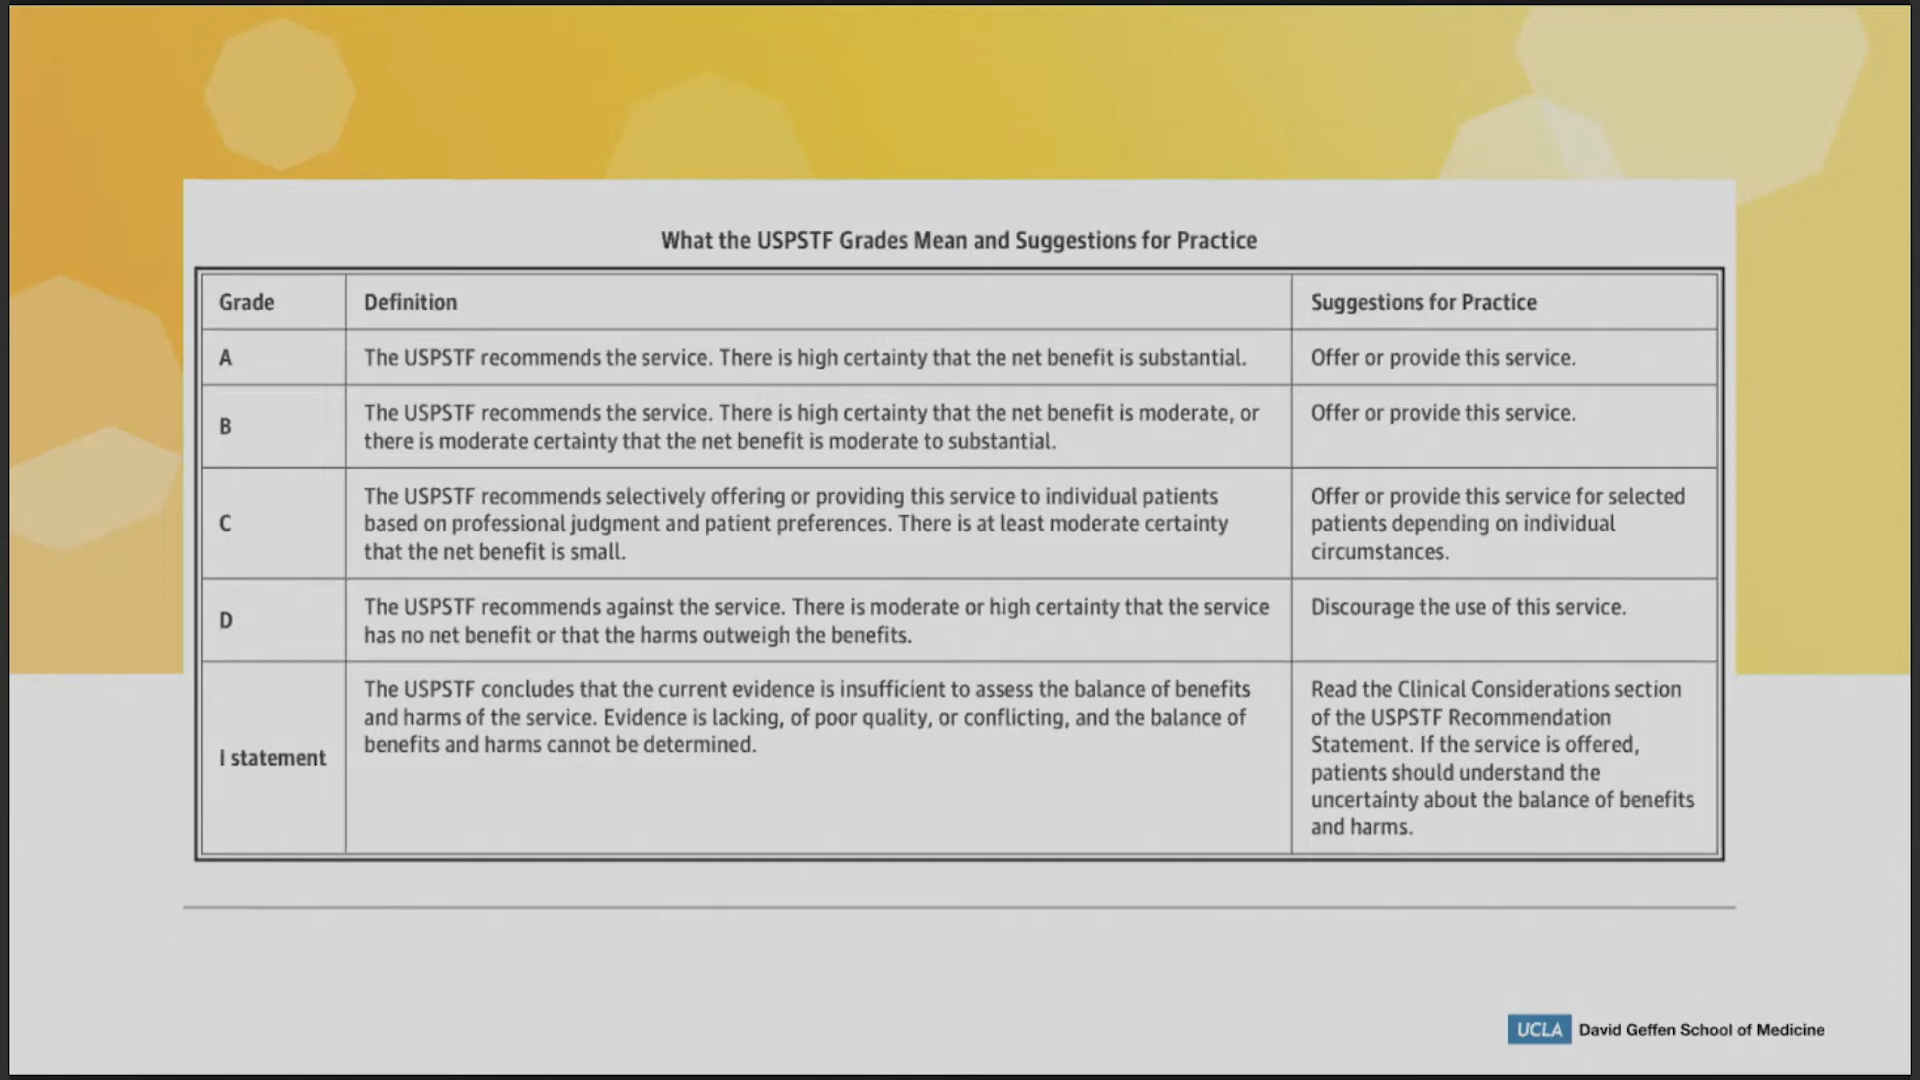 What the USPSTF Grades Mean and Suggestions for Practice
Grade
Definition
Suggestions for Practice
A
The USPSTF recommends the service. There is high certainty that the net benefit is substantial.
Offer or provide this service.
B
The USPSTF recommends the service. There is high certainty that the net benefit is moderate, or
there is moderate certainty that the net benefit is moderate to substantial.
Offer or provide this service.
C
The USPSTF recommends selectively offering or providing this service to individual patients
based on professional judgment and patient preferences. There is at least moderate certainty
that the net benefit is small.
Offer or provide this service for selected
patients depending on individual
circumstances.
D
The USPSTF recommends against the service. There is moderate or high certainty that the service
has no net benefit or that the harms outweigh the benefits.
Discourage the use of this service.
I statement
The USPSTF concludes that the current evidence is insufficient to assess the balance of benefits
and harms of the service. Evidence is lacking, of poor quality, or conflicting, and the balance of
benefits and harms cannot be determined.
Read the Clinical Considerations section
of the USPSTF Recommendation
Statement. If the service is offered,
patients should understand the
uncertainty about the balance of benefits
and harms.
UCLA David Geffen School of Medicine